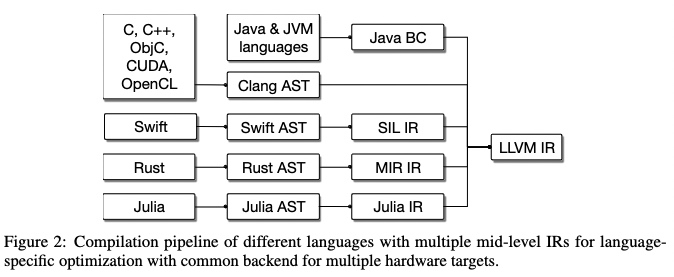 C, C++,
ObjC,
CUDA,
OpenCL
Java & JVM
languages
Java BC
Clang AST
Swift
Swift AST
SIL IR
LLVM IR
Rust
Rust AST
MIR IR
Julia
Julia AST
Julia IR
Figure 2: Compilation pipeline of different languages with multiple mid-level IRs for language-
specific optimization with common backend for multiple hardware targets.